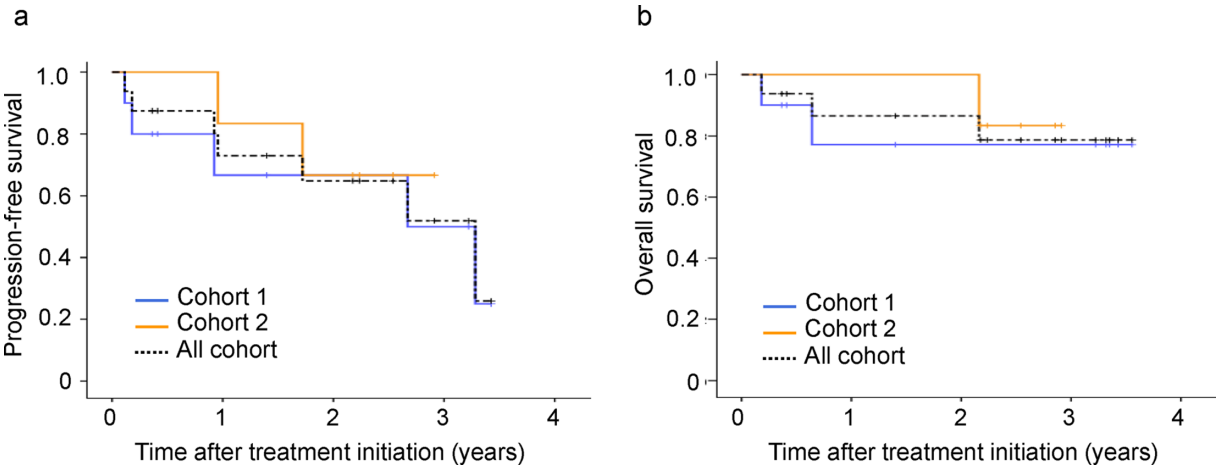 a
Progression-free survival
1.0
0.8
0.6
0.4
0.2
0
Cohort 1
Cohort 2
All cohort
0 1 2 3 4
Time after treatment initiation (years)
b
Overall survival
1.0
0.8
0.6
0.4
0.2
0
Cohort 1
Cohort 2
All cohort
0 1 2 3 4
Time after treatment initiation (years)